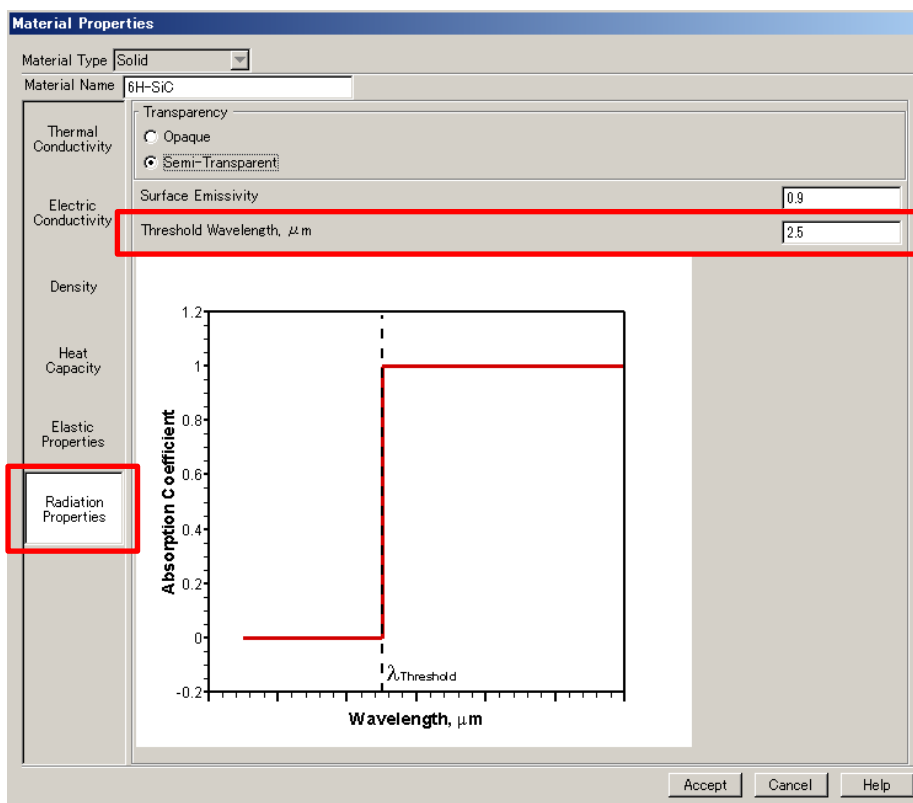 Material Properties
Material Type Solid
Material Name 6H-SiC
Thermal
Conductivity
Electric
Conductivity
Density
Heat
Capacity
Elastic
Properties
Radiation
Properties
Transparency
Opaque
Semi-Transparent
Surface Emissivity 0.9
Threshold Wavelength, μm 2.5
1.2
1
0.8
0.6
0.4
0.2
0
-0.2
Absorption Coefficient
λThreshold
Wavelength, μm
Accept Cancel Help